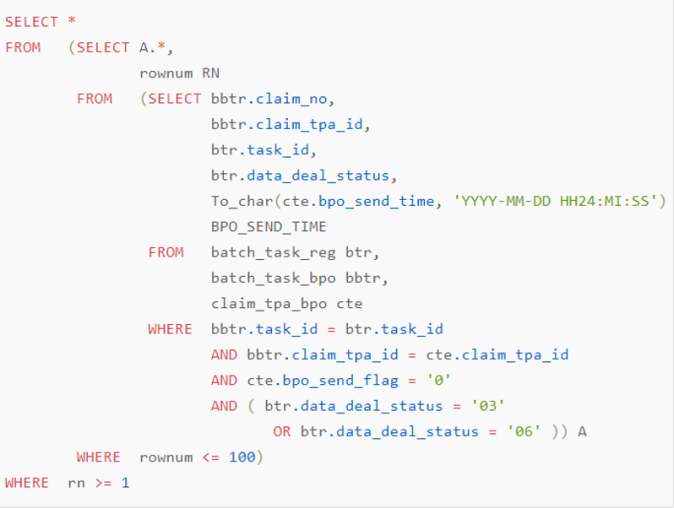 SELECT *
FROM (SELECT A.*,
rownum RN
FROM (SELECT bbtr.claim_no,
bbtr.claim_tpa_id,
btr.task_id,
btr.data_deal_status,
To_char(cte.bpo_send_time, 'YYYY-MM-DD HH24:MI:SS')
BPO_SEND_TIME
FROM batch_task_reg btr,
batch_task_bpo bbtr,
claim_tpa_bpo cte
WHERE bbtr.task_id = btr.task_id
AND bbtr.claim_tpa_id = cte.claim_tpa_id
AND cte.bpo_send_flag = '0'
AND ( btr.data_deal_status = '03'
OR btr.data_deal_status = '06' )) A
WHERE rownum <= 100)
WHERE rn >= 1